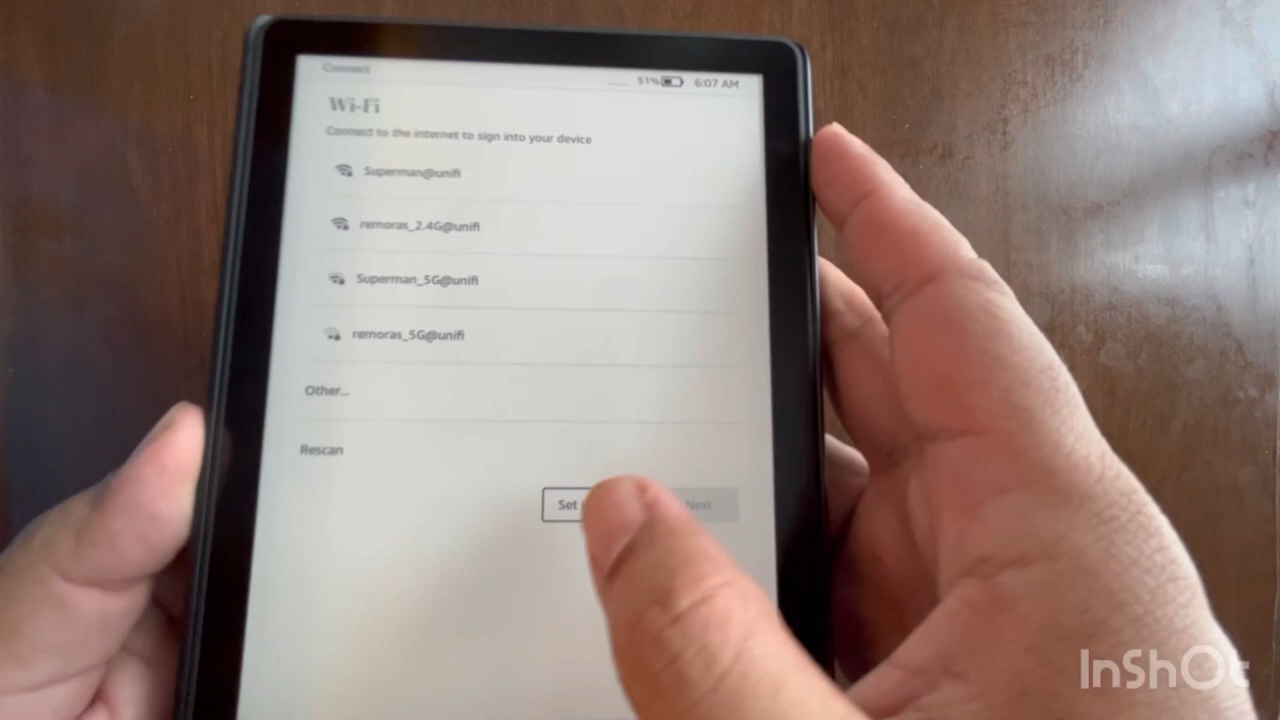 Connect
51% 6:07 AM
Wi-Fi
Connect to the internet to sign into your device
Superman@unifi
remoras_2.4G@unifi
Superman_5G@unifi
remoras_5G@unifi
Other...
Rescan
Set
Next
InShOt